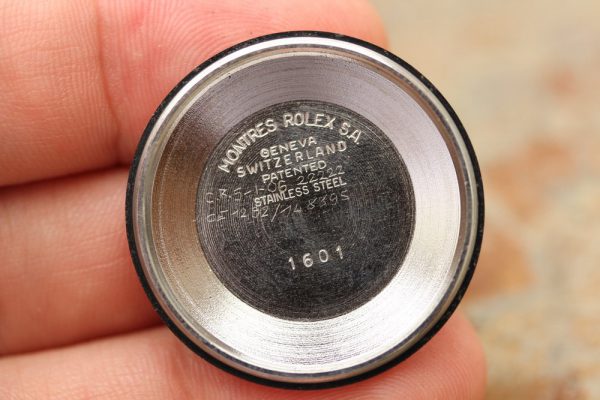 MONTRES ROLEX S.A.
GENEVA
SWITZERLAND
PATENTED
STAINLESS STEEL
1601